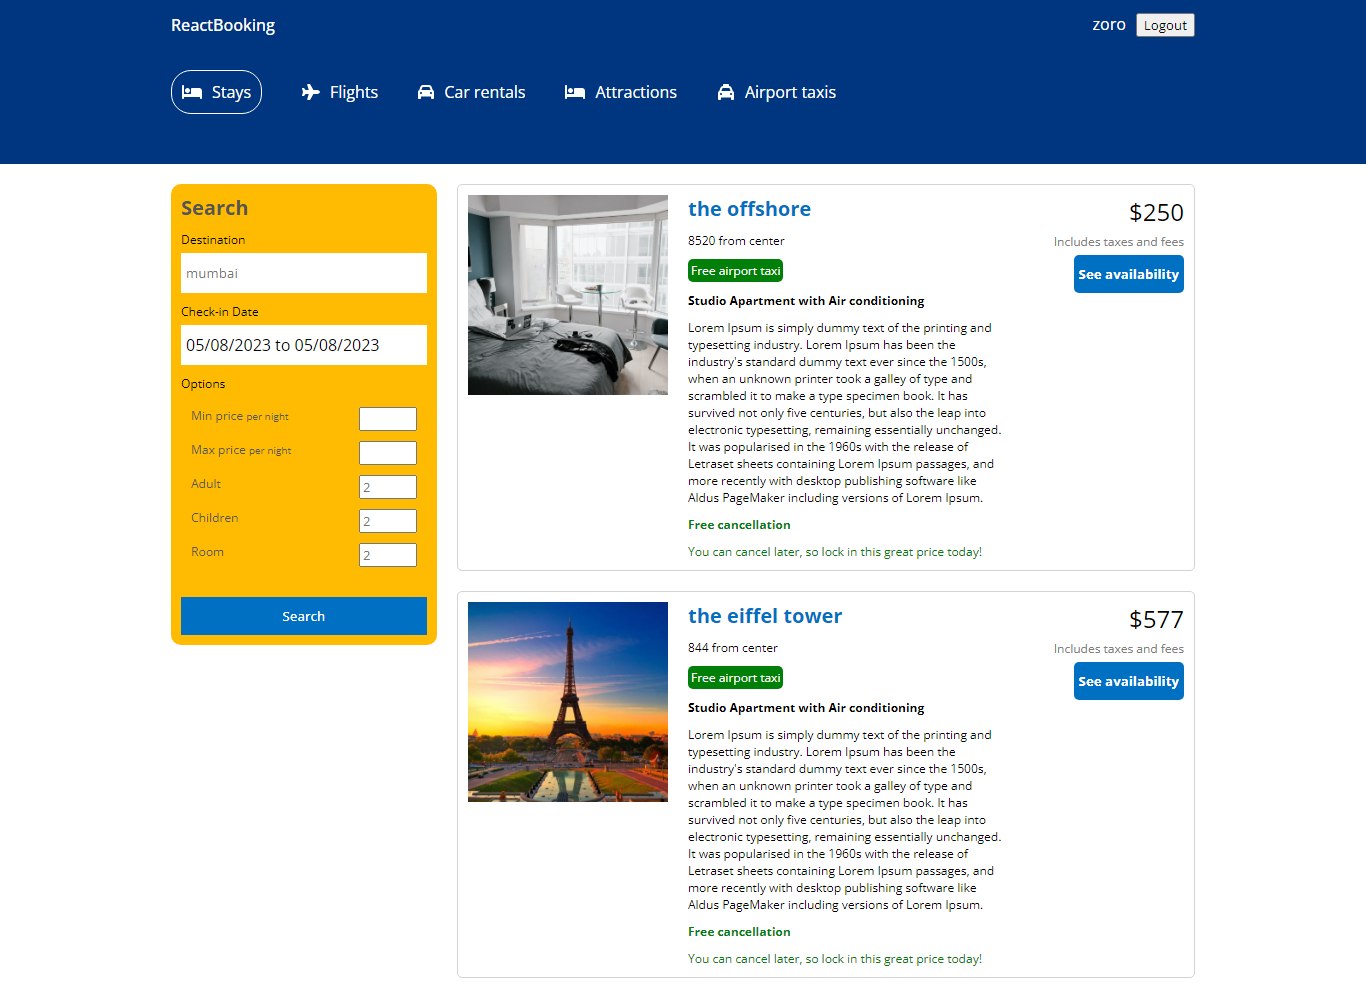 ReactBooking
zoro Logout
Stays Flights Car rentals Attractions Airport taxis
Search
Destination
mumbai
Check-in Date
05/08/2023 to 05/08/2023
Options
Min price per night
Max price per night
Adult 2
Children 2
Room 2
Search
the offshore
8520 from center
Free airport taxi
Studio Apartment with Air conditioning
Lorem Ipsum is simply dummy text of the printing and
typesetting industry. Lorem Ipsum has been the
industry's standard dummy text ever since the 1500s,
when an unknown printer took a galley of type and
scrambled it to make a type specimen book. It has
survived not only five centuries, but also the leap into
electronic typesetting, remaining essentially unchanged.
It was popularised in the 1960s with the release of
Letraset sheets containing Lorem Ipsum passages, and
more recently with desktop publishing software like
Aldus PageMaker including versions of Lorem Ipsum.
Free cancellation
You can cancel later, so lock in this great price today!
$250
Includes taxes and fees
See availability
the eiffel tower
844 from center
Free airport taxi
Studio Apartment with Air conditioning
Lorem Ipsum is simply dummy text of the printing and
typesetting industry. Lorem Ipsum has been the
industry's standard dummy text ever since the 1500s,
when an unknown printer took a galley of type and
scrambled it to make a type specimen book. It has
survived not only five centuries, but also the leap into
electronic typesetting, remaining essentially unchanged.
It was popularised in the 1960s with the release of
Letraset sheets containing Lorem Ipsum passages, and
more recently with desktop publishing software like
Aldus PageMaker including versions of Lorem Ipsum.
Free cancellation
You can cancel later, so lock in this great price today!
$577
Includes taxes and fees
See availability